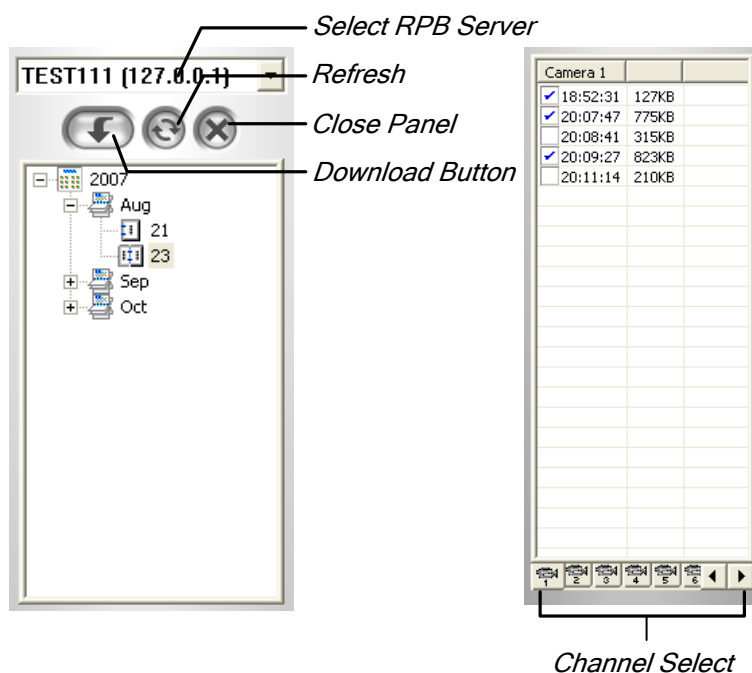 Select RPB Server
TEST111 (127.0.0.1)
Refresh
Close Panel
Download Button
2007
Aug
21
23
Sep
Oct
Camera 1
18:52:31 127KB
20:07:47 775KB
20:08:41 315KB
20:09:27 823KB
20:11:14 210KB
1 2 3 4 5 6
Channel Select